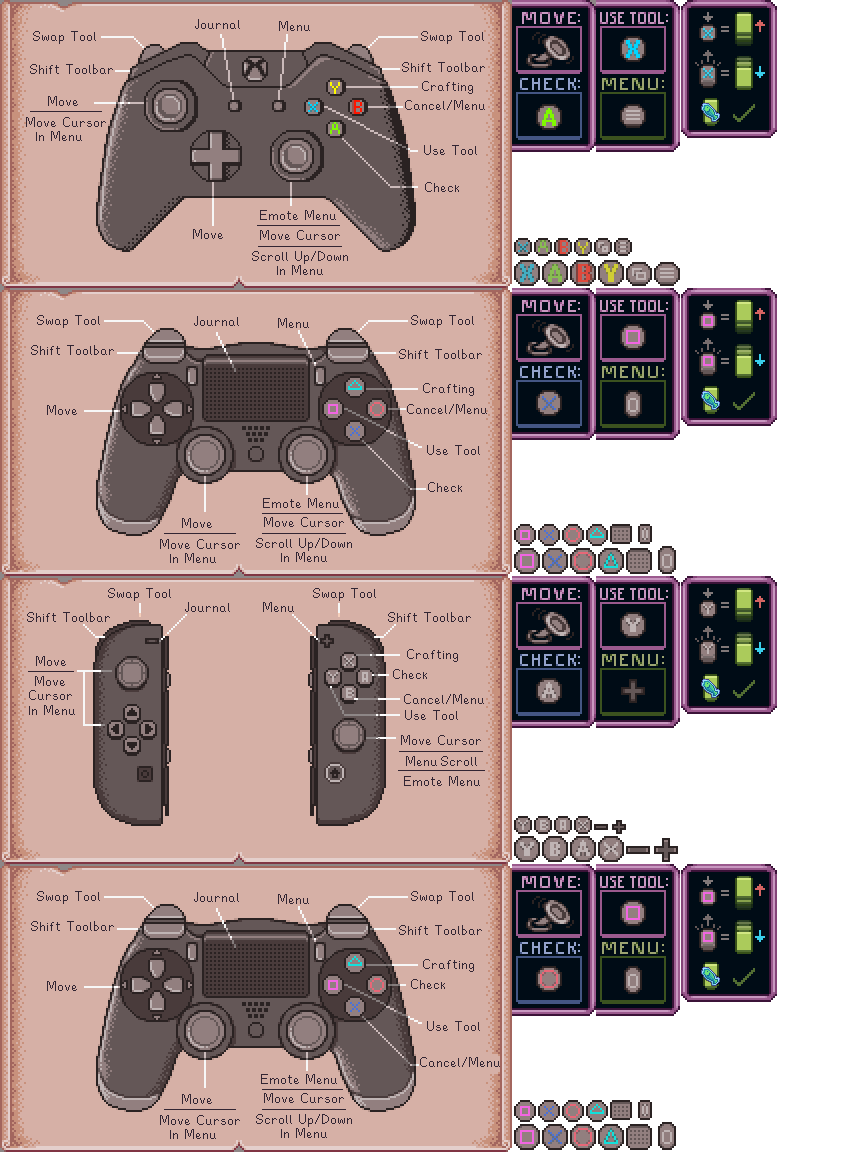 Journal
Menu
Swap Tool
Swap Tool
Shift Toolbar
Shift Toolbar
Y
Crafting
Move
X
B
Cancel/Menu
Move Cursor
In Menu
A
Use Tool
Check
Move
Emote Menu
Move Cursor
Scroll Up/Down
In Menu
MOVE:
USE TOOL:
X
X
=
X
=
CHECK:
MENU:
A
X A B Y
X A B Y
Swap Tool
Journal
Menu
Swap Tool
Shift Toolbar
Shift Toolbar
Crafting
Move
Cancel/Menu
Use Tool
Check
Emote Menu
Move
Move Cursor
Move Cursor
In Menu
Scroll Up/Down
In Menu
MOVE:
USE TOOL:
=
=
CHECK:
MENU:
Swap Tool
Swap Tool
Shift Toolbar
Journal
Menu
Shift Toolbar
Move
Move
Cursor
In Menu
X
Crafting
Y
A
Check
B
Cancel/Menu
Use Tool
Move Cursor
Menu Scroll
Emote Menu
MOVE:
USE TOOL:
Y
Y
=
Y
=
CHECK:
MENU:
A
Y B A X - +
Y B A X - +
Swap Tool
Journal
Menu
Swap Tool
Shift Toolbar
Shift Toolbar
Crafting
Move
Check
Use Tool
Cancel/Menu
Emote Menu
Move
Move Cursor
Move Cursor
In Menu
Scroll Up/Down
In Menu
MOVE:
USE TOOL:
=
=
CHECK:
MENU: